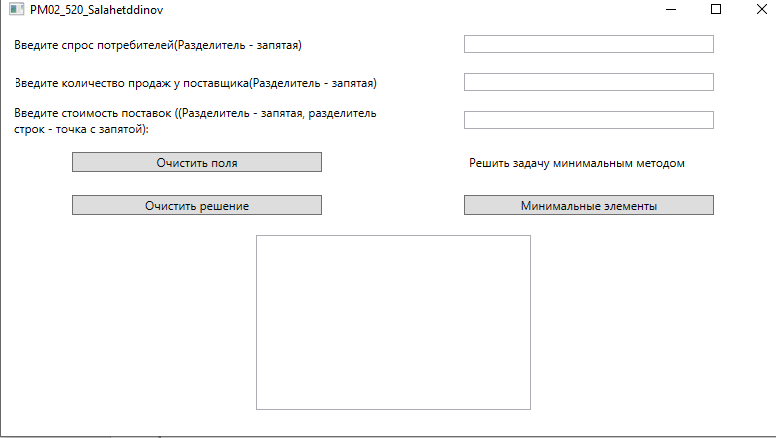 PM02_520_Salahetddinov
Введите спрос потребителей(Разделитель - запятая)
Введите количество продаж у поставщика(Разделитель - запятая)
Введите стоимость поставок ((Разделитель - запятая, разделитель
строк - точка с запятой):
Очистить поля
Решить задачу минимальным методом
Очистить решение
Минимальные элементы